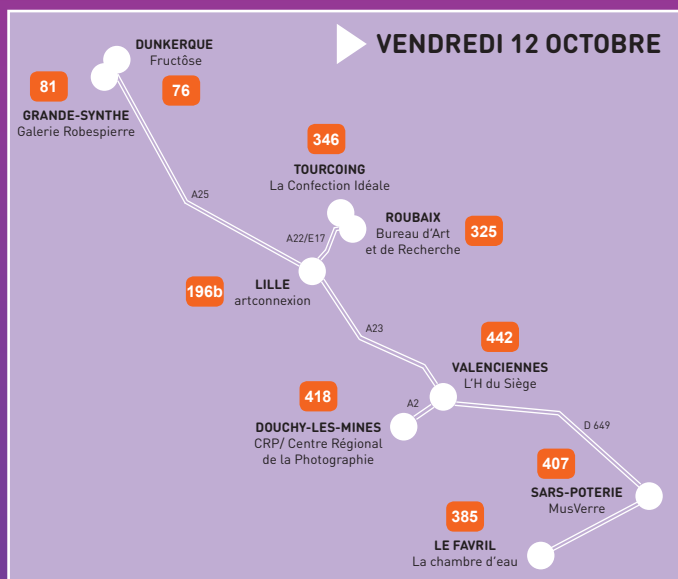 VENDREDI 12 OCTOBRE
DUNKERQUE
Fructôse
76
81
GRANDE-SYNTHE
Galerie Robespierre
346
TOURCOING
La Confection Idéale
A25
ROUBAIX
Bureau d'Art
et de Recherche
325
A22/E17
196b
LILLE
artconnexion
A23
442
VALENCIENNES
L'H du Siège
418
A2
DOUCHY-LES-MINES
CRP/ Centre Régional
de la Photographie
D 649
407
SARS-POTERIE
MusVerre
385
LE FAVRIL
La chambre d'eau